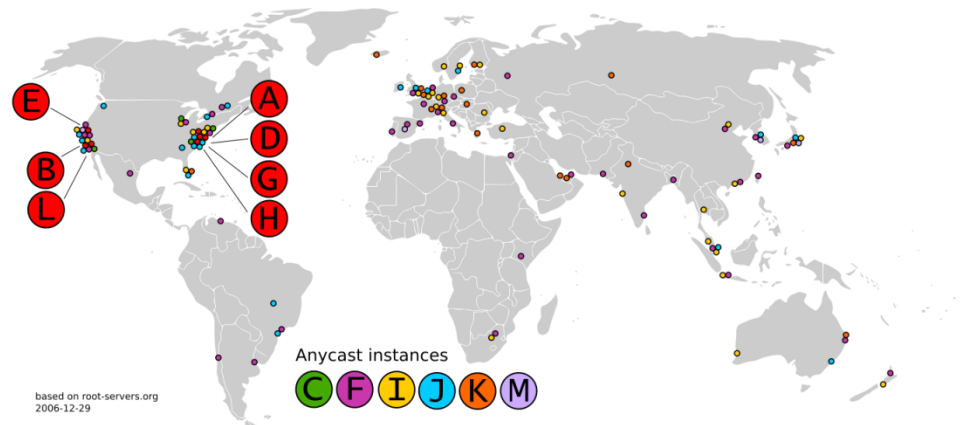 E
A
D
B
G
L
H
Anycast instances
C F I J K M
based on root-servers.org
2006-12-29